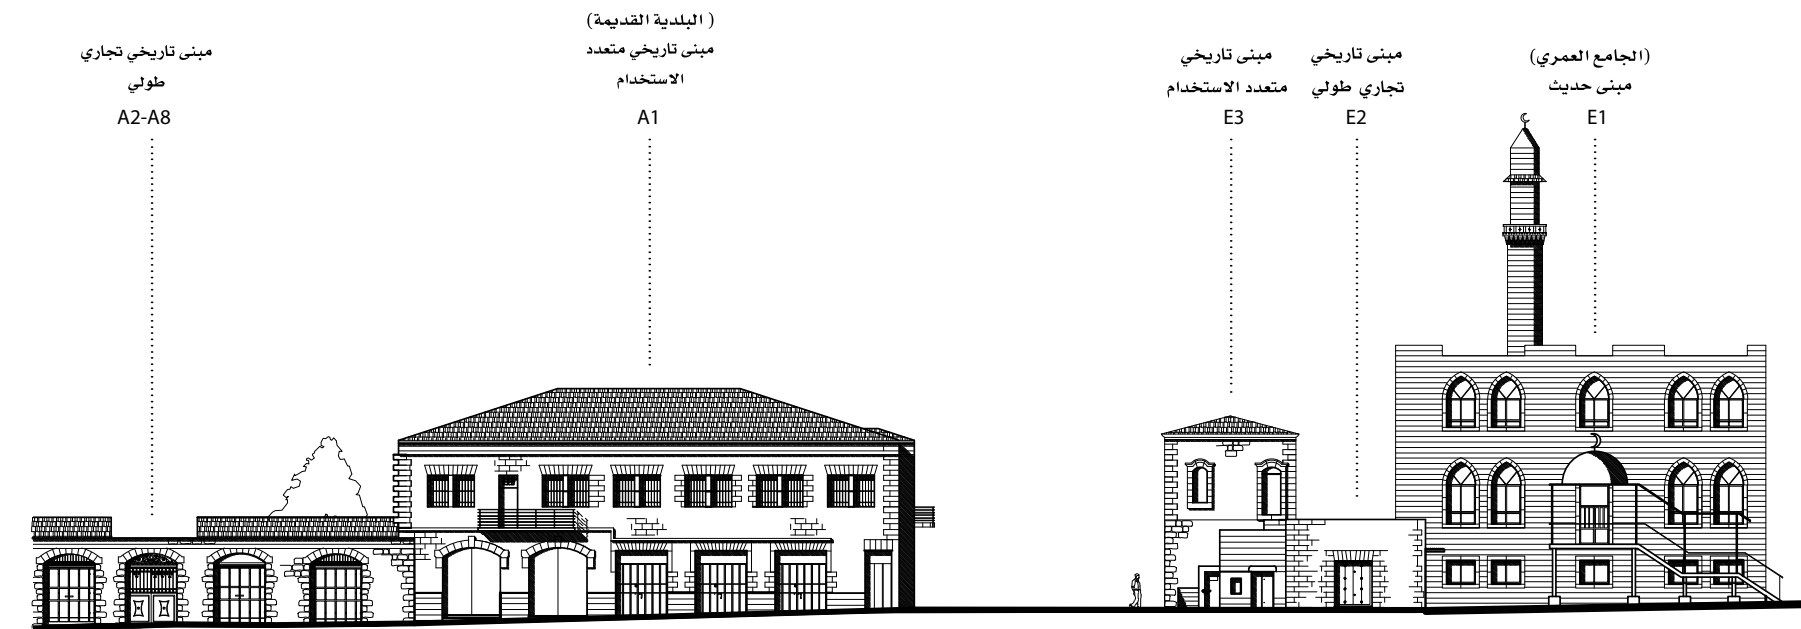 (الجامع العمري)
مبنى حديث
E1
مبنى تاريخي
تجاري طولي
E2
مبنى تاريخي
متعدد الاستخدام
E3
( البلدية القديمة)
مبنى تاريخي متعدد
الاستخدام
A1
مبنى تاريخي تجاري
طولي
A2-A8